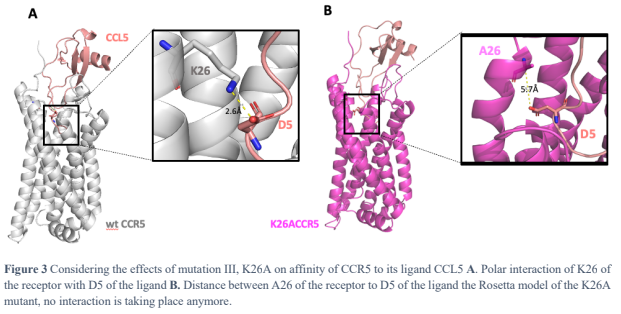 A
CCL5
K26
2.6Å
D5
wt CCR5
B
A26
5.7Å
D5
K26ACCR5
Figure 3 Considering the effects of mutation III, K26A on affinity of CCR5 to its ligand CCL5 A. Polar interaction of K26 of
the receptor with D5 of the ligand B. Distance between A26 of the receptor to D5 of the ligand the Rosetta model of the K26A
mutant, no interaction is taking place anymore.